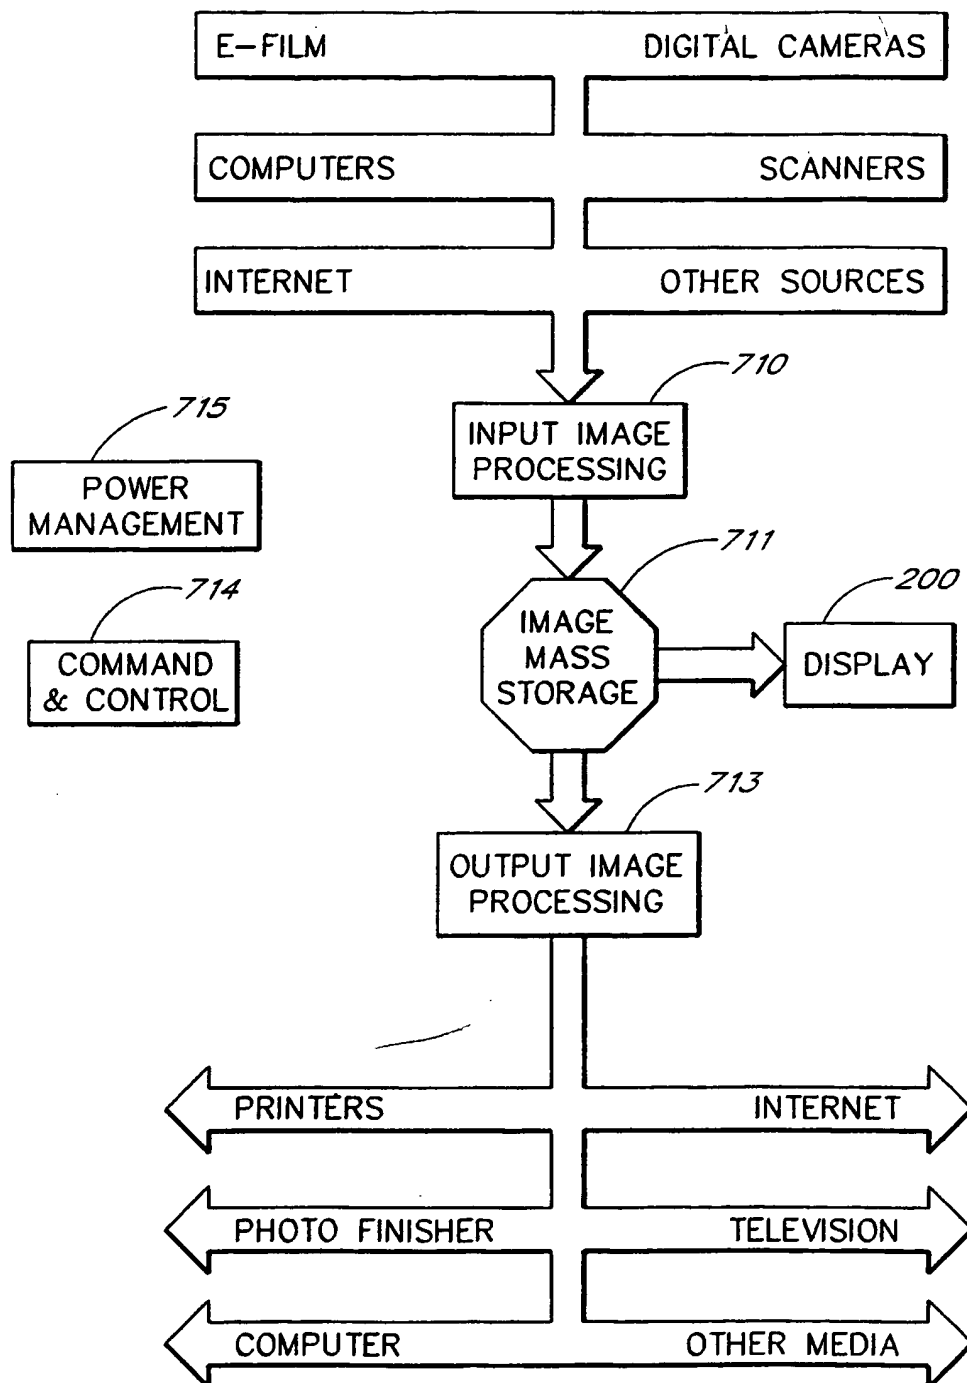 E-FILM DIGITAL CAMERAS
COMPUTERS SCANNERS
INTERNET OTHER SOURCES
710
INPUT IMAGE
PROCESSING
715
POWER
MANAGEMENT
711
IMAGE
MASS
STORAGE
714
COMMAND
& CONTROL
200
DISPLAY
713
OUTPUT IMAGE
PROCESSING
PRINTERS INTERNET
PHOTO FINISHER TELEVISION
COMPUTER OTHER MEDIA